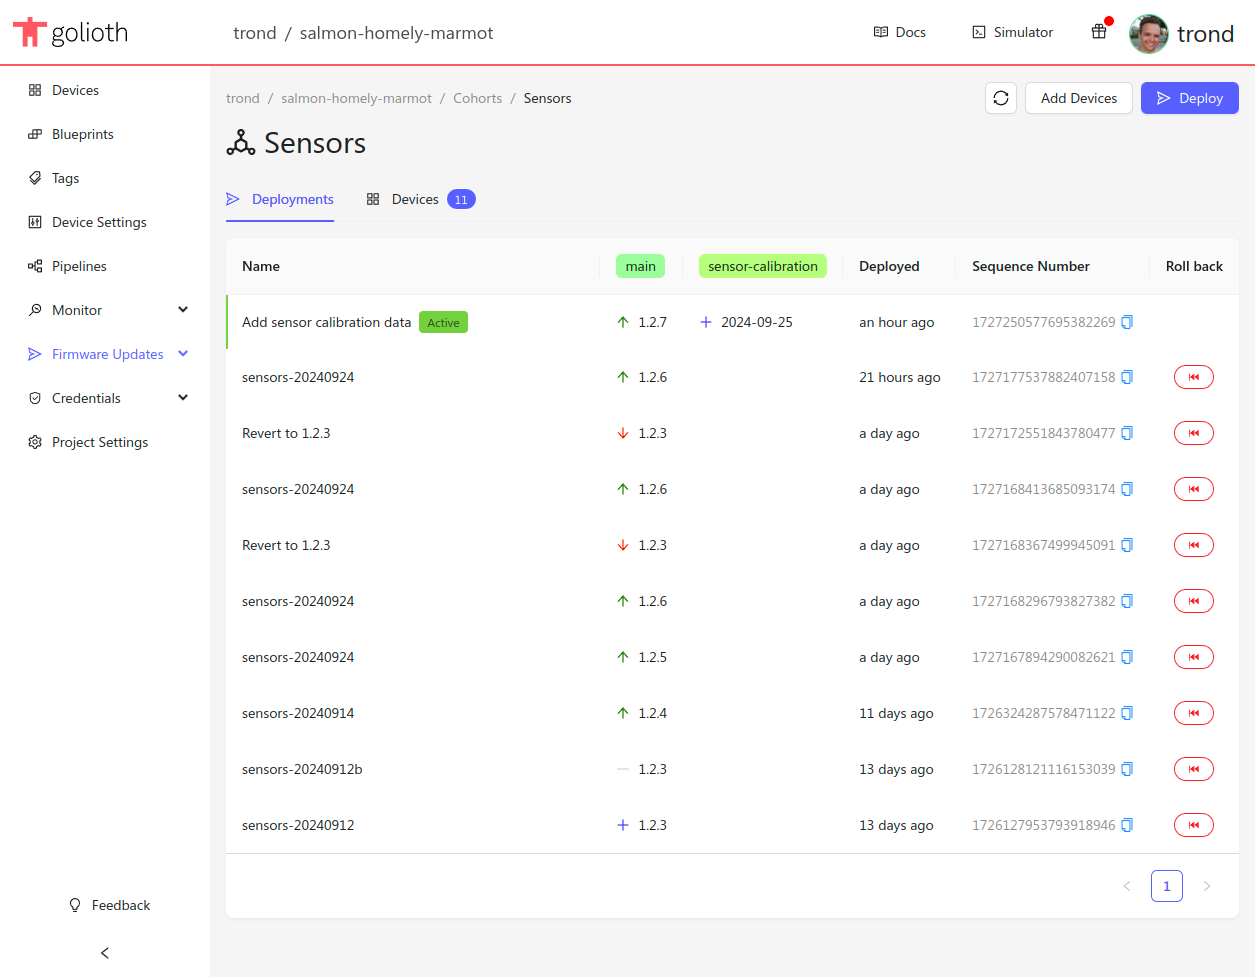 golioth
trond / salmon-homely-marmot
Docs
Simulator
trond
Devices
Blueprints
Tags
Device Settings
Pipelines
Monitor
Firmware Updates
Credentials
Project Settings
Feedback
trond / salmon-homely-marmot / Cohorts / Sensors
Add Devices
Deploy
Sensors
Deployments
Devices 11
Name main sensor-calibration Deployed Sequence Number Roll back
Add sensor calibration data Active 1.2.7 2024-09-25 an hour ago 1727250577695382269
sensors-20240924 1.2.6 21 hours ago 1727177537882407158
Revert to 1.2.3 1.2.3 a day ago 1727172551843780477
sensors-20240924 1.2.6 a day ago 1727168413685093174
Revert to 1.2.3 1.2.3 a day ago 1727168367499945091
sensors-20240924 1.2.6 a day ago 1727168296793827382
sensors-20240924 1.2.5 a day ago 1727167894290082621
sensors-20240914 1.2.4 11 days ago 1726324287578471122
sensors-20240912b 1.2.3 13 days ago 1726128121116153039
sensors-20240912 1.2.3 13 days ago 1726127953793918946
1